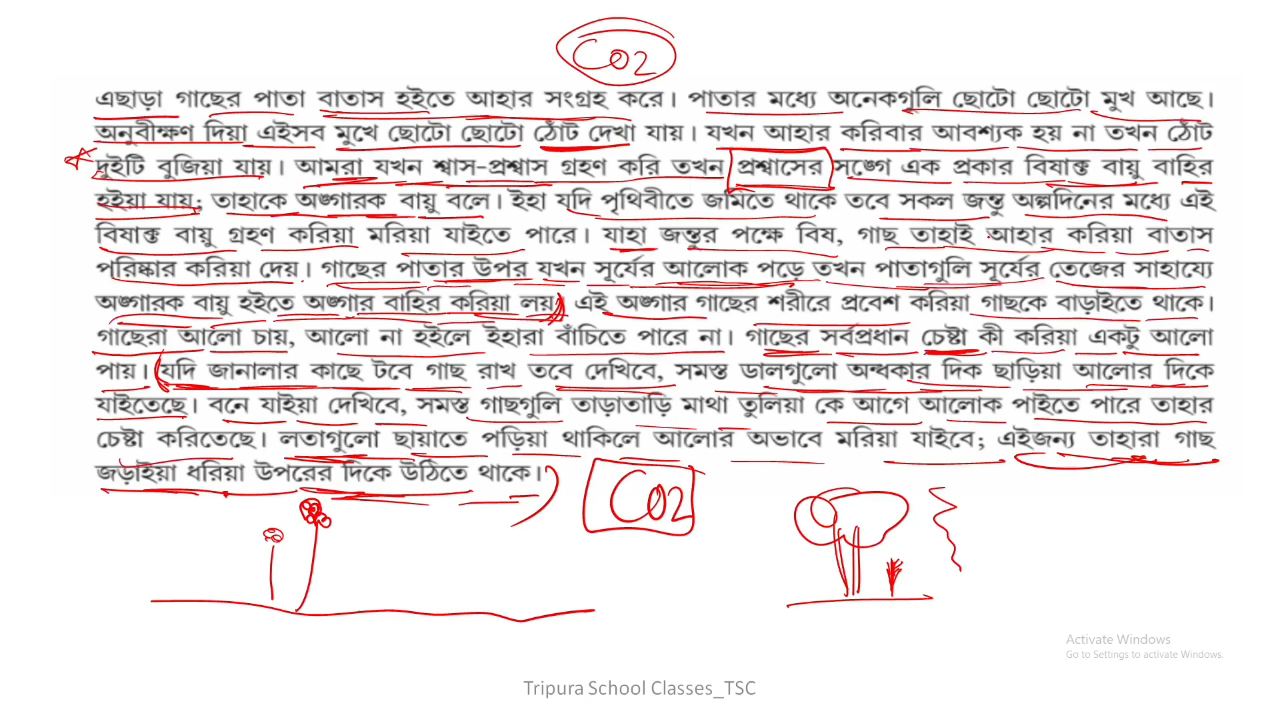 CO2
এছাড়া গাছের পাতা বাতাস হইতে আহার সংগ্রহ করে। পাতার মধ্যে অনেকগুলি ছোটো ছোটো মুখ আছে।
অনুবীক্ষণ দিয়া এইসব মুখে ছোটো ছোটো ঠোঁট দেখা যায়। যখন আহার করিবার আবশ্যক হয় না তখন ঠোঁট
দুইটি বুজিয়া যায়। আমরা যখন শ্বাস-প্রশ্বাস গ্রহণ করি তখন প্রশ্বাসের সঙ্গে এক প্রকার বিষাক্ত বায়ু বাহির
হইয়া যায়; তাহাকে অঙ্গারক বায়ু বলে। ইহা যদি পৃথিবীতে জমিতে থাকে তবে সকল জন্তু অল্পদিনের মধ্যে এই
বিষাক্ত বায়ু গ্রহণ করিয়া মরিয়া যাইতে পারে। যাহা জন্তুর পক্ষে বিষ, গাছ তাহাই আহার করিয়া বাতাস
পরিষ্কার করিয়া দেয়। গাছের পাতার উপর যখন সূর্যের আলোক পড়ে তখন পাতাগুলি সূর্যের তেজের সাহায্যে
অঙ্গারক বায়ু হইতে অঙ্গার বাহির করিয়া লয়। এই অঙ্গার গাছের শরীরে প্রবেশ করিয়া গাছকে বাড়াইতে থাকে।
গাছেরা আলো চায়, আলো না হইলে ইহারা বাঁচিতে পারে না। গাছের সর্বপ্রধান চেষ্টা কী করিয়া একটু আলো
পায়। যদি জানালার কাছে টবে গাছ রাখ তবে দেখিবে, সমস্ত ডালগুলো অন্ধকার দিক ছাড়িয়া আলোর দিকে
যাইতেছে। বনে যাইয়া দেখিবে, সমস্ত গাছগুলি তাড়াতাড়ি মাথা তুলিয়া কে আগে আলোক পাইতে পারে তাহার
চেষ্টা করিতেছে। লতাগুলো ছায়াতে পড়িয়া থাকিলে আলোর অভাবে মরিয়া যাইবে; এইজন্য তাহারা গাছ
জড়াইয়া ধরিয়া উপরের দিকে উঠিতে থাকে।
CO2
Activate Windows
Go to Settings to activate Windows.
Tripura School Classes_TSC